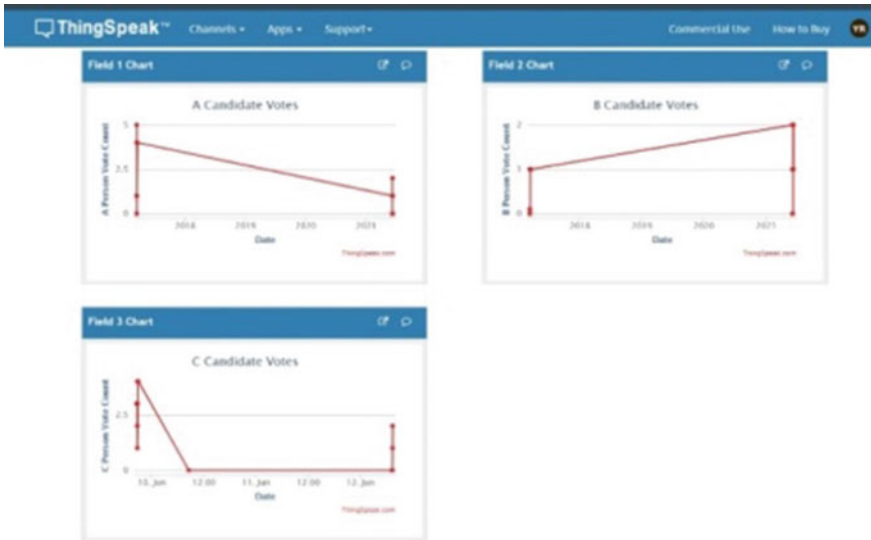 ThingSpeak™ Channels Apps Support Commercial Use How to Buy YR
Field 1 Chart
A Candidate Votes
A Person Vote Count
5
2.5
0
2018 2019 2020 2021
Date
ThingSpeak.com
Field 2 Chart
B Candidate Votes
B Person Vote Count
2
1
0
2018 2019 2020 2021
Date
ThingSpeak.com
Field 3 Chart
C Candidate Votes
C Person Vote Count
2.5
0
10. Jun 12:00 11. Jun 12:00 12. Jun
Date
ThingSpeak.com